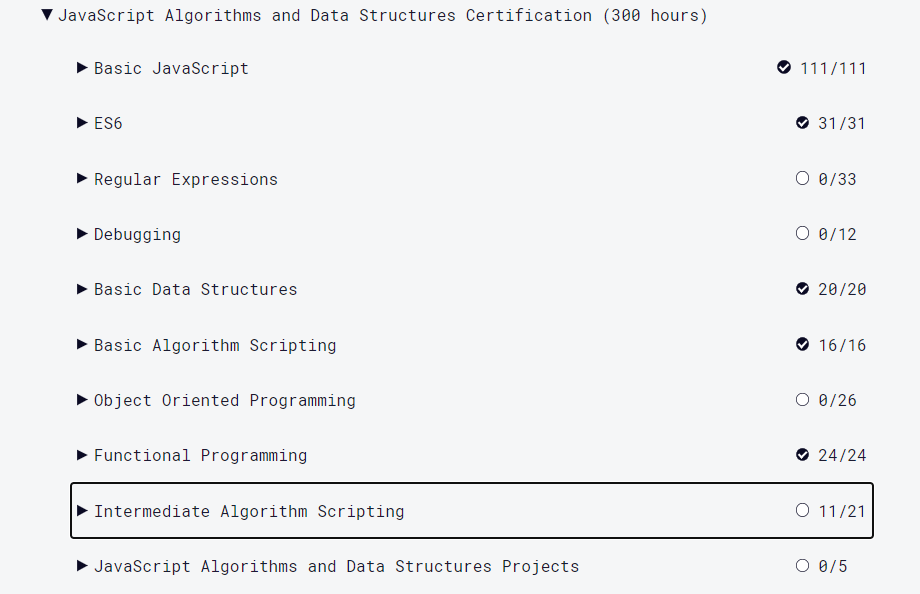 JavaScript Algorithms and Data Structures Certification (300 hours)
Basic JavaScript 111/111
ES6 31/31
Regular Expressions 0/33
Debugging 0/12
Basic Data Structures 20/20
Basic Algorithm Scripting 16/16
Object Oriented Programming 0/26
Functional Programming 24/24
Intermediate Algorithm Scripting 11/21
JavaScript Algorithms and Data Structures Projects 0/5